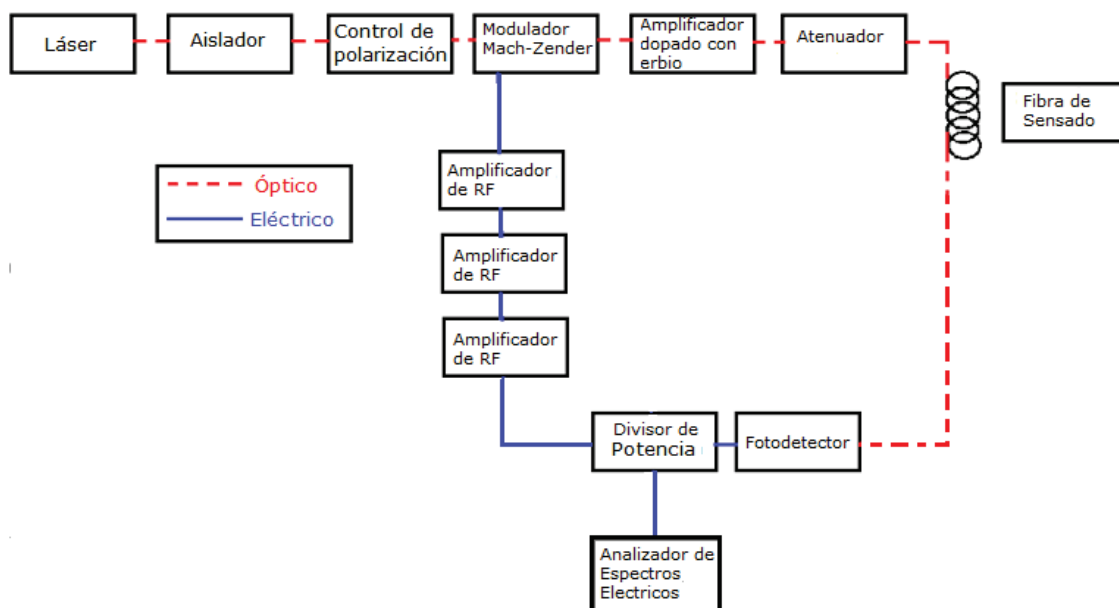 Láser
Aislador
Control de
polarización
Modulador
Mach-Zender
Amplificador
dopado con
erbio
Atenuador
Fibra de
Sensado
Óptico
Eléctrico
Amplificador
de RF
Amplificador
de RF
Amplificador
de RF
Divisor de
Potencia
Fotodetector
Analizador de
Espectros
Electricos